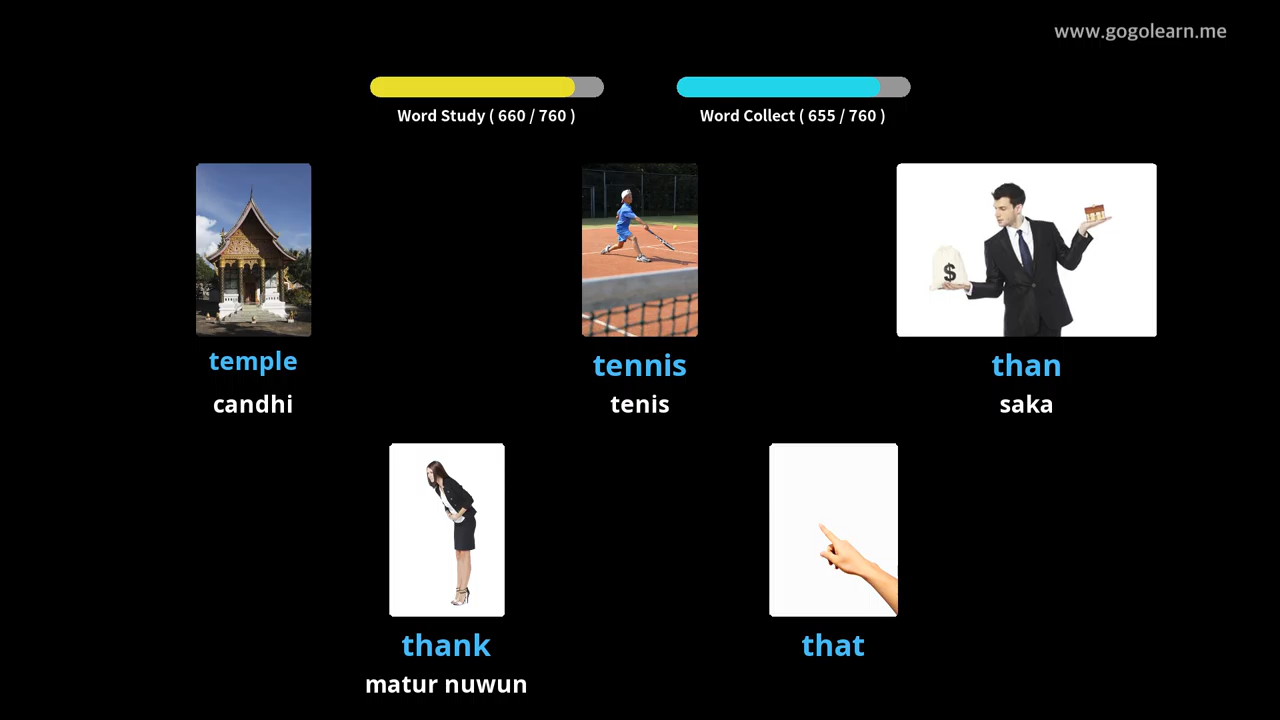 www.gogolearn.me
Word Study ( 660 / 760 )
Word Collect ( 655 / 760 )
$
temple
tennis
than
candhi
tenis
saka
thank
that
matur nuwun